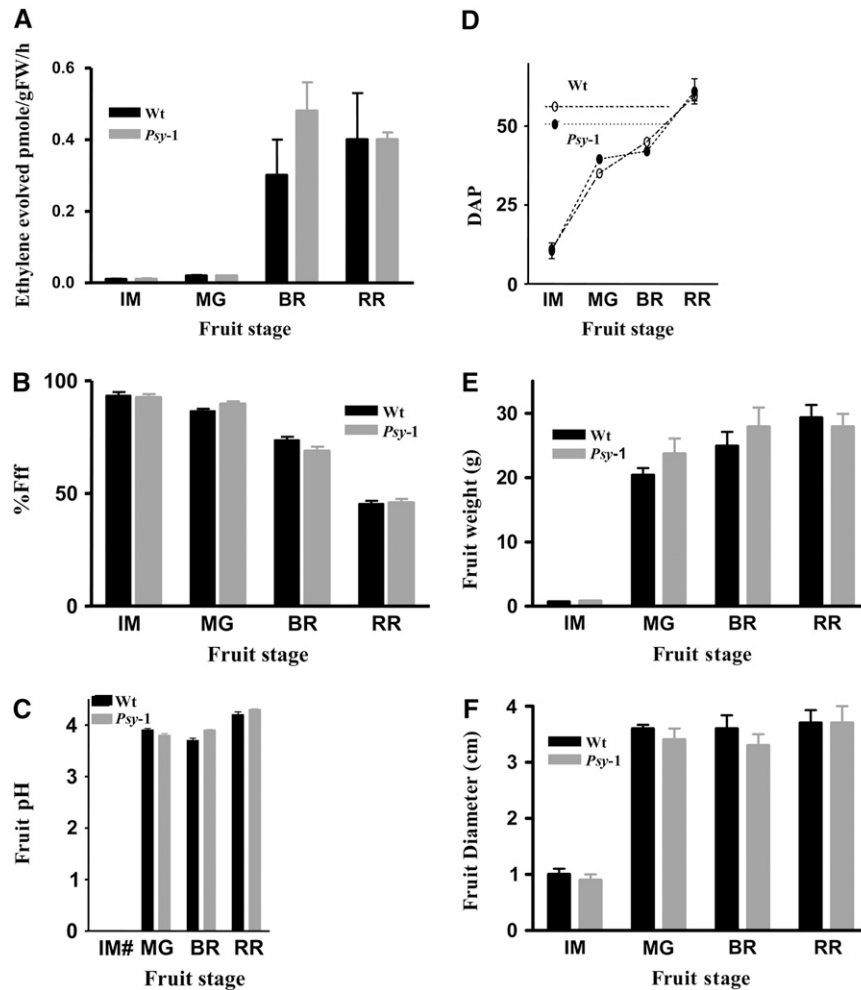 A
Ethylene evolved pmole/gFW/h
0.6
0.4
0.2
0.0
Wt
Psy-1
IM MG BR RR
Fruit stage
B
%Fff
100
50
0
Wt
Psy-1
IM MG BR RR
Fruit stage
C
Fruit pH
4
3
2
1
0
Wt
Psy-1
IM# MG BR RR
Fruit stage
D
DAP
50
25
0
Wt
Psy-1
IM MG BR RR
Fruit stage
E
Fruit weight (g)
30
20
10
0
Wt
Psy-1
IM MG BR RR
Fruit stage
F
Fruit Diameter (cm)
4
3
2
1
0
Wt
Psy-1
IM MG BR RR
Fruit stage